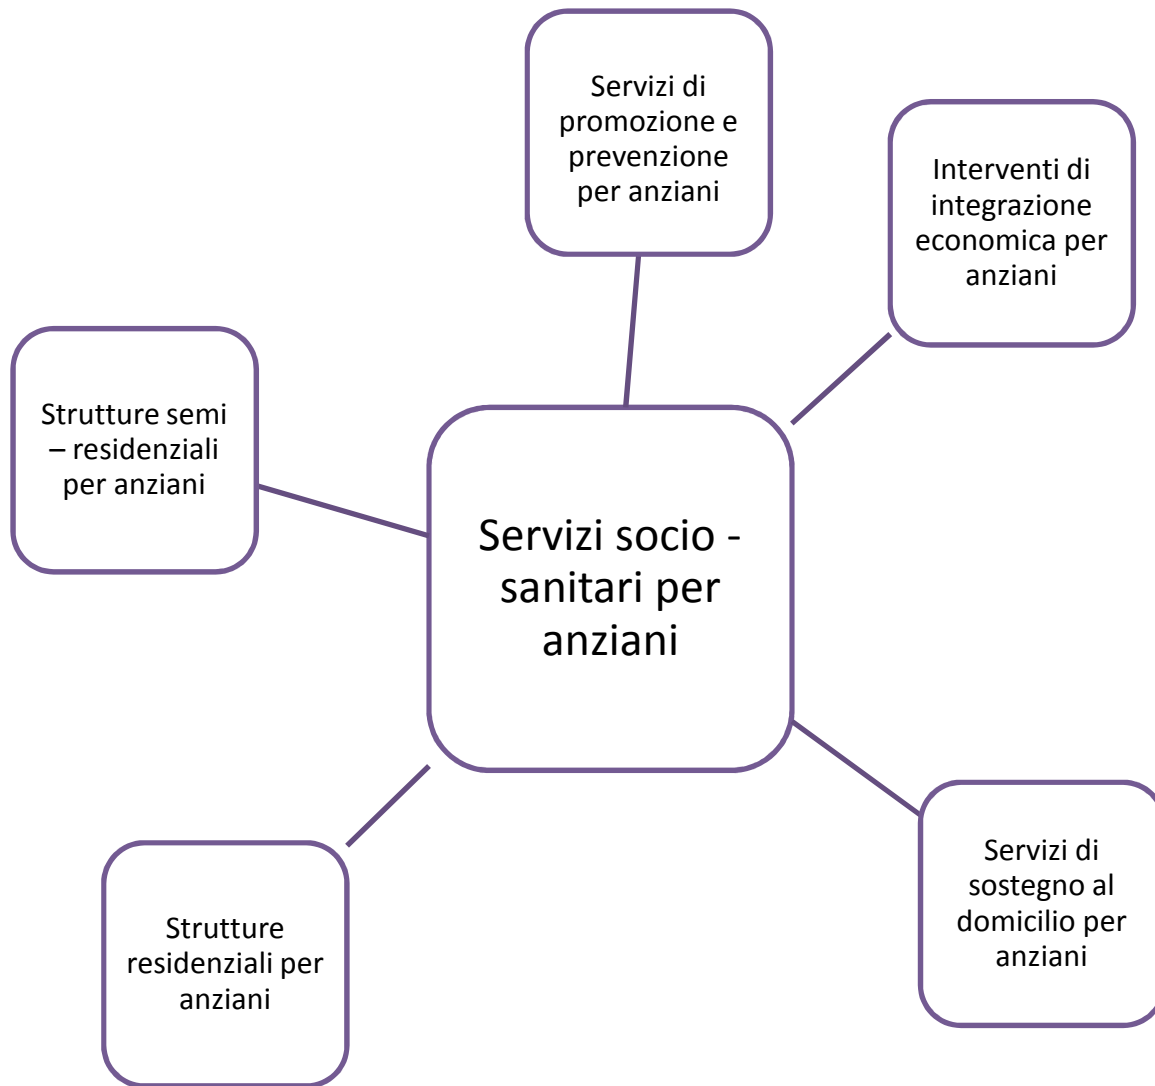 Servizi di
promozione e
prevenzione
per anziani
Interventi di
integrazione
economica per
anziani
Strutture semi
– residenziali
per anziani
Servizi socio -
sanitari per
anziani
Servizi di
sostegno al
domicilio per
anziani
Strutture
residenziali per
anziani